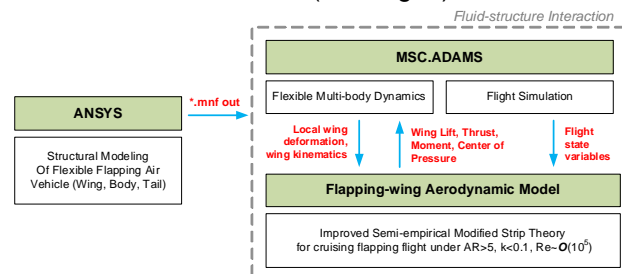 Fluid-structure Interaction
MSC.ADAMS
Flexible Multi-body Dynamics
Flight Simulation
ANSYS
*.mnf out
Structural Modeling
Of Flexible Flapping Air
Vehicle (Wing, Body, Tail)
Local wing
deformation,
wing kinematics
Wing Lift, Thrust,
Moment, Center of
Pressure
Flight
state
variables
Flapping-wing Aerodynamic Model
Improved Semi-empirical Modified Strip Theory
for cruising flapping flight under AR>5, k<0.1, Re~O(10⁵)